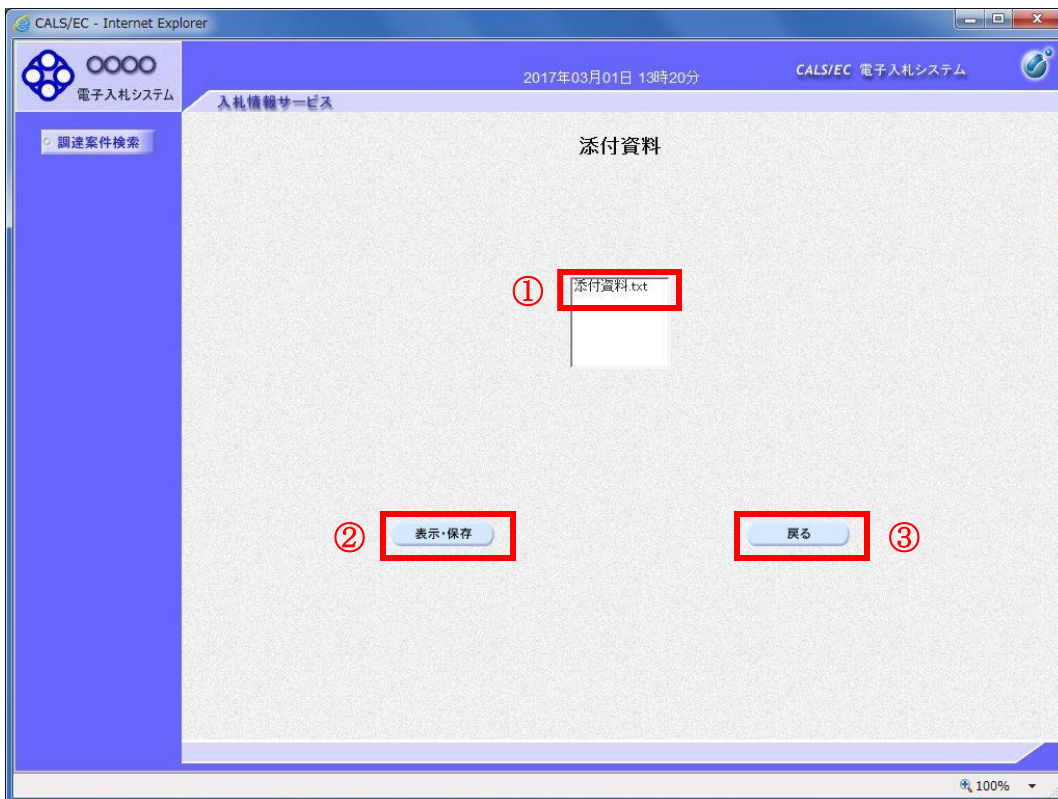 CALS/EC - Internet Explorer
〇〇〇〇
電子入札システム
2017年03月01日 13時20分
CALS/EC 電子入札システム
入札情報サービス
調達案件検索
添付資料
①
添付資料.txt
②
表示・保存
戻る
③
100%